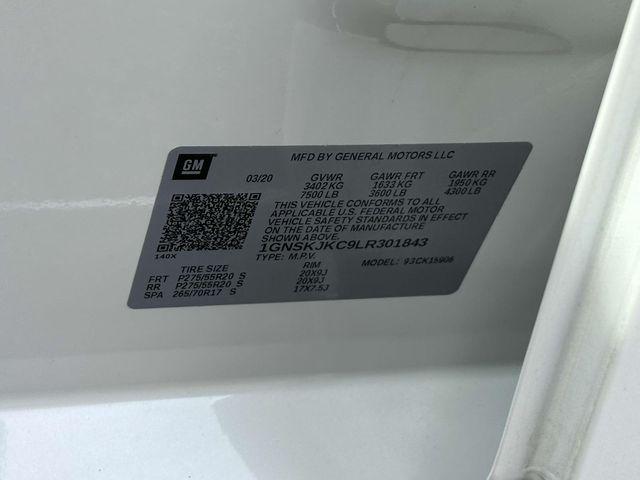 GM
MFD BY GENERAL MOTORS LLC
03/20 GVWR GAWR FRT GAWR RR
3402 KG 1633 KG 1950 KG
7500 LB 3600 LB 4300 LB
THIS VEHICLE CONFORMS TO ALL
APPLICABLE U.S. FEDERAL MOTOR
VEHICLE SAFETY STANDARDS IN EFFECT
ON THE DATE OF MANUFACTURE
SHOWN ABOVE.
1GNSKJKC9LR301843
140X
TYPE: M.P.V. MODEL: 93CK15906
TIRE SIZE RIM
FRT P275/55R20 S 20X9J
RR P275/55R20 S 20X9J
SPA 265/70R17 S 17X7.5J